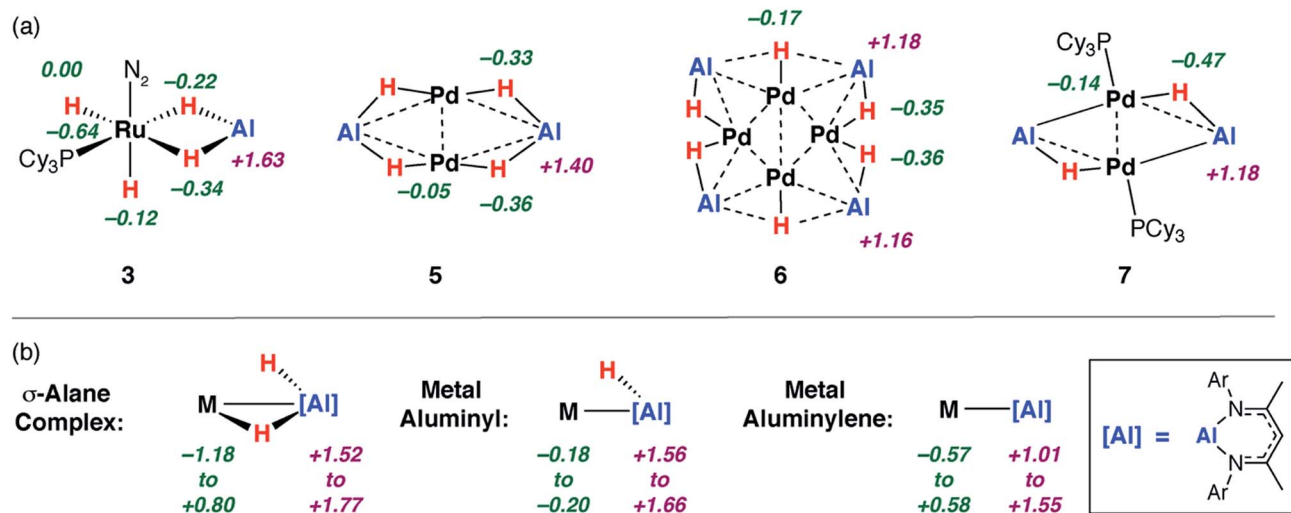 (a)
0.00
N2
−0.22
H
H
−0.64
Ru
Al
Cy3P
H
+1.63
H
−0.34
−0.12
3
−0.33
H
Pd
H
Al
Al
H
Pd
H
+1.40
−0.05
−0.36
5
−0.17
H
+1.18
Al
Al
H
Pd
H
−0.35
Pd
Pd
H
H
−0.36
Pd
Al
H
Al
+1.16
6
Cy3P
−0.47
−0.14
Pd
H
Al
Al
H
Pd
+1.18
PCy3
7
(b)
σ-Alane
Complex:
H
M
[Al]
H
−1.18
+1.52
to
to
+0.80
+1.77
Metal
Aluminyl:
H
M
[Al]
−0.18
+1.56
to
to
−0.20
+1.66
Metal
Aluminylene:
M
[Al]
−0.57
+1.01
to
to
+0.58
+1.55
[Al] =
Ar
N
Al
N
Ar